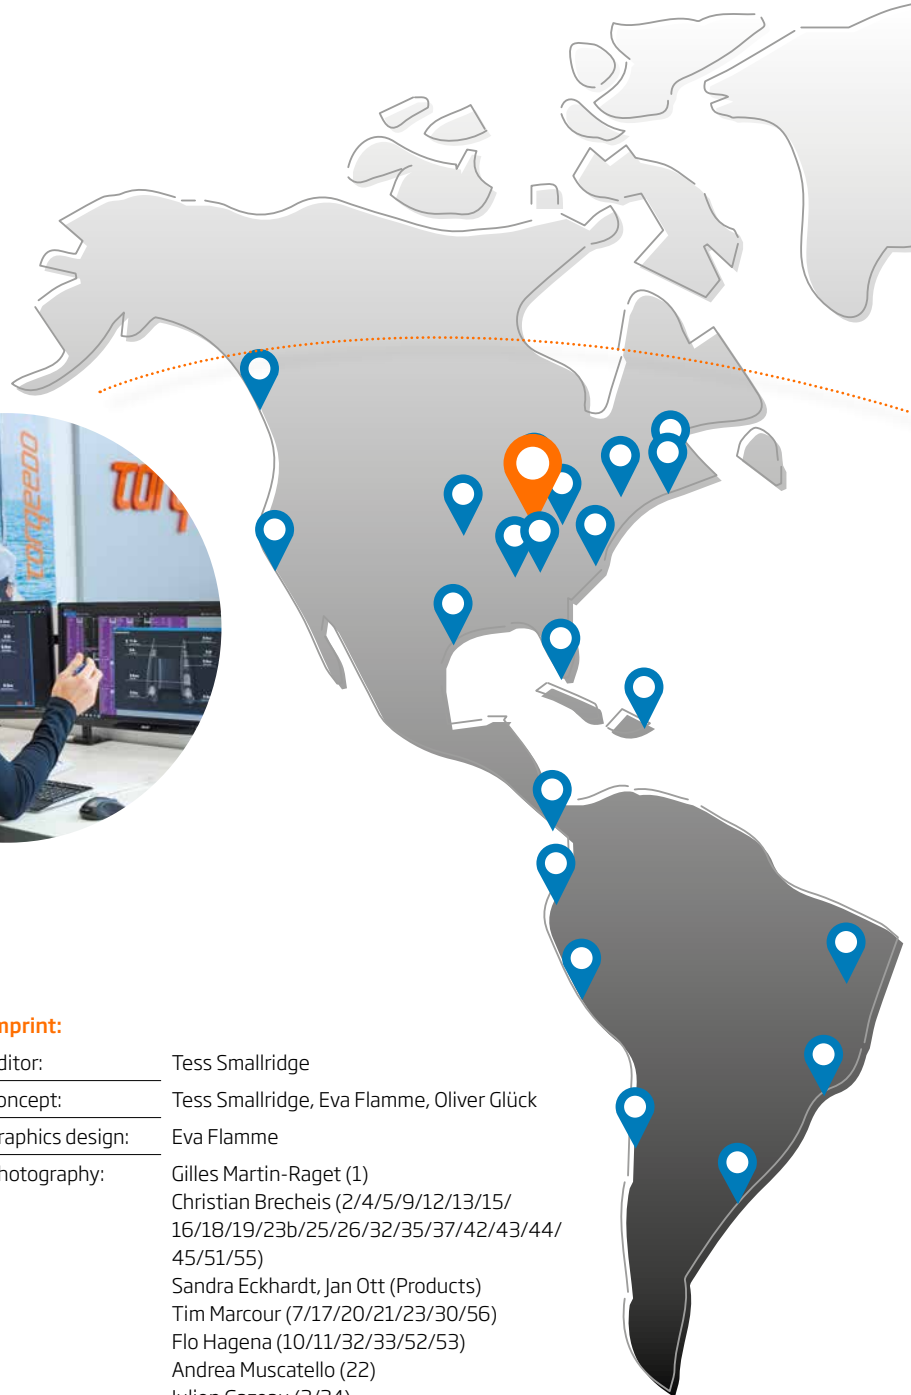 torqeedo
torq
mprint:
ditor: Tess Smallridge
oncept: Tess Smallridge, Eva Flamme, Oliver Glück
raphics design: Eva Flamme
hotography: Gilles Martin-Raget (1)
Christian Brecheis (2/4/5/9/12/13/15/
16/18/19/23b/25/26/32/35/37/42/43/44/
45/51/55)
Sandra Eckhardt, Jan Ott (Products)
Tim Marcour (7/17/20/21/23/30/56)
Flo Hagena (10/11/32/33/52/53)
Andrea Muscatello (22)